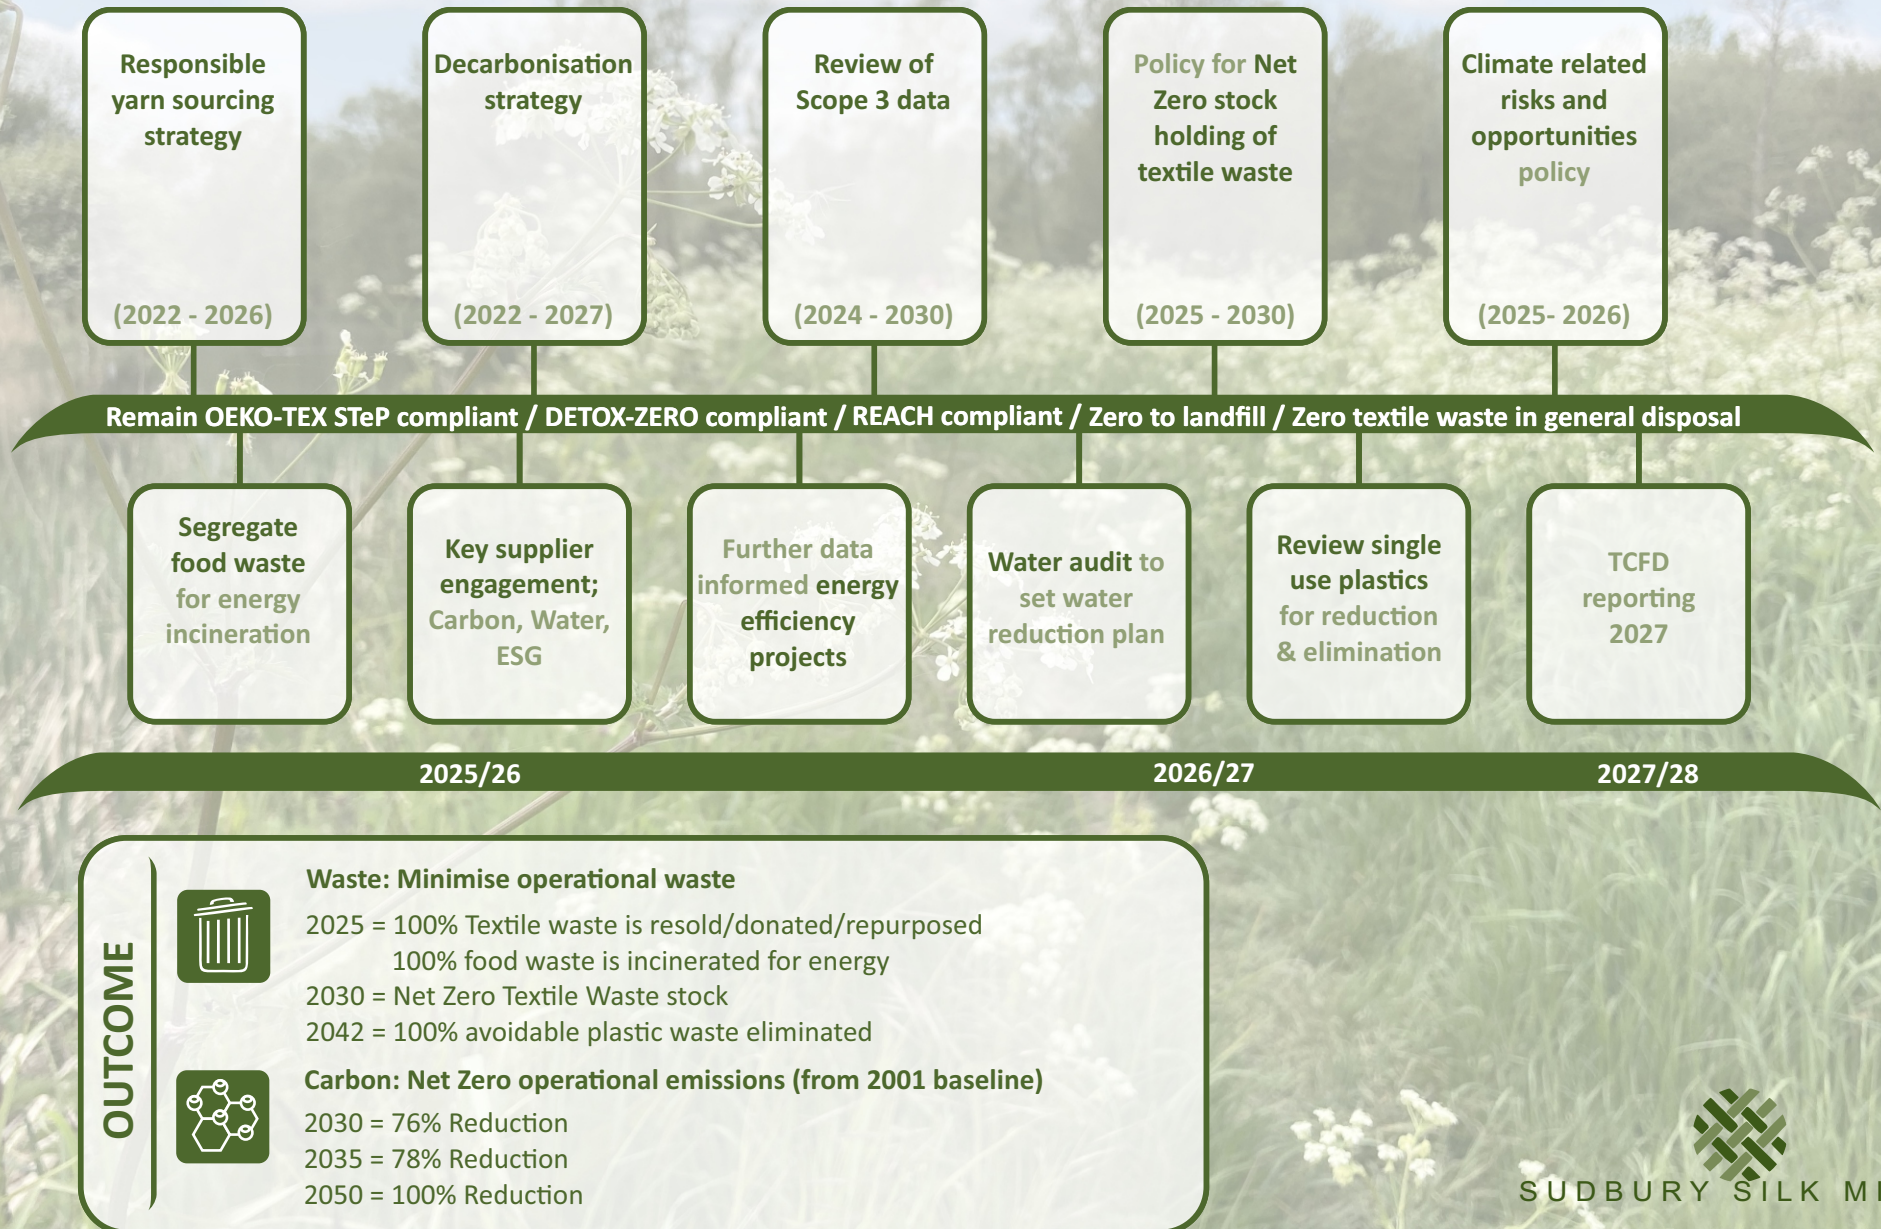 Responsible
yarn sourcing
strategy
(2022 - 2026)
Decarbonisation
strategy
(2022 - 2027)
Review of
Scope 3 data
(2024 - 2030)
Policy for Net
Zero stock
holding of
textile waste
(2025 - 2030)
Climate related
risks and
opportunities
policy
(2025- 2026)
Remain OEKO-TEX STeP compliant / DETOX-ZERO compliant / REACH compliant / Zero to landfill / Zero textile waste in general disposal
Segregate
food waste
for energy
incineration
Key supplier
engagement;
Carbon, Water,
ESG
Further data
informed energy
efficiency
projects
Water audit to
set water
reduction plan
Review single
use plastics
for reduction
& elimination
TCFD
reporting
2027
2025/26
2026/27
2027/28
OUTCOME
Waste: Minimise operational waste
2025 = 100% Textile waste is resold/donated/repurposed
100% food waste is incinerated for energy
2030 = Net Zero Textile Waste stock
2042 = 100% avoidable plastic waste eliminated
Carbon: Net Zero operational emissions (from 2001 baseline)
2030 = 76% Reduction
2035 = 78% Reduction
2050 = 100% Reduction
SUDBURY SILK